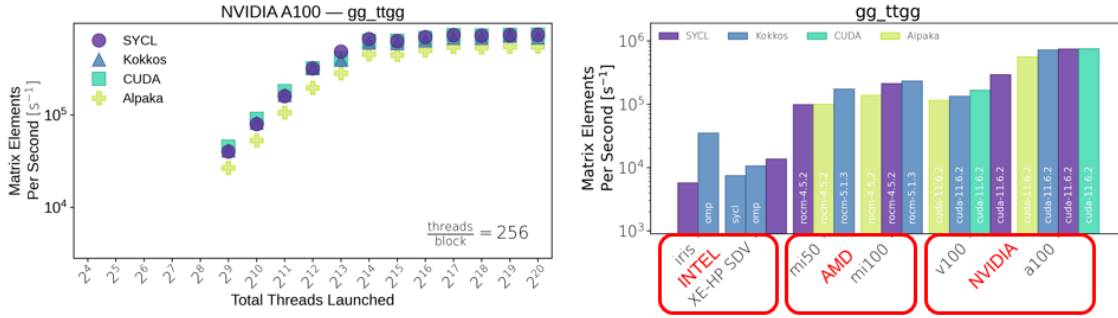 NVIDIA A100 — gg_ttgg
SYCL
Kokkos
CUDA
Alpaka
Matrix Elements
Per Second [s⁻¹]
10⁵
10⁴
threads/block = 256
2⁴ 2⁵ 2⁶ 2⁷ 2⁸ 2⁹ 2¹⁰ 2¹¹ 2¹² 2¹³ 2¹⁴ 2¹⁵ 2¹⁶ 2¹⁷ 2¹⁸ 2¹⁹ 2²⁰
Total Threads Launched
gg_ttgg
SYCL Kokkos CUDA Alpaka
Matrix Elements
Per Second [s⁻¹]
10⁶
10⁵
10⁴
10³
omp
sycl
omp
rocm-4.5.2
rocm-4.5.2
rocm-5.1.3
rocm-4.5.2
rocm-4.5.2
rocm-5.1.3
cuda-11.6.2
cuda-11.6.2
cuda-11.6.2
cuda-11.6.2
cuda-11.6.2
cuda-11.6.2
cuda-11.6.2
cuda-11.6.2
iris
INTEL
XE-HP SDV
mi50
AMD
mi100
v100
NVIDIA
a100